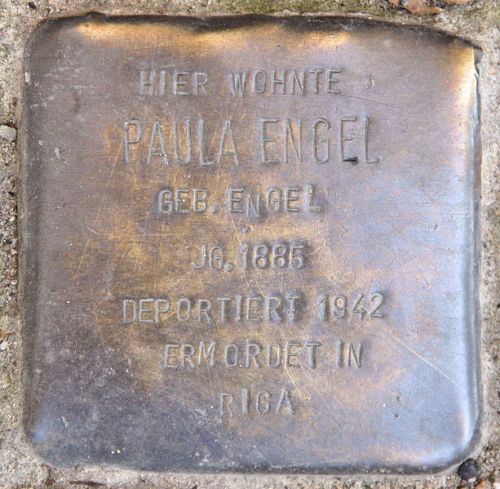 HIER WOHNTE
PAULA ENGEL
GEB. ENGEL
JG. 1885
DEPORTIERT 1942
ERMORDET IN
RIGA